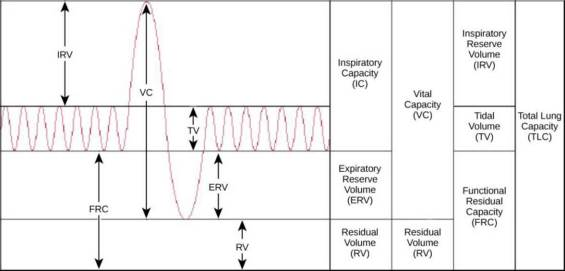 IRV
VC
TV
ERV
FRC
RV
Inspiratory
Capacity
(IC)
Expiratory
Reserve
Volume
(ERV)
Residual
Volume
(RV)
Vital
Capacity
(VC)
Residual
Volume
(RV)
Inspiratory
Reserve
Volume
(IRV)
Tidal
Volume
(TV)
Functional
Residual
Capacity
(FRC)
Total Lung
Capacity
(TLC)